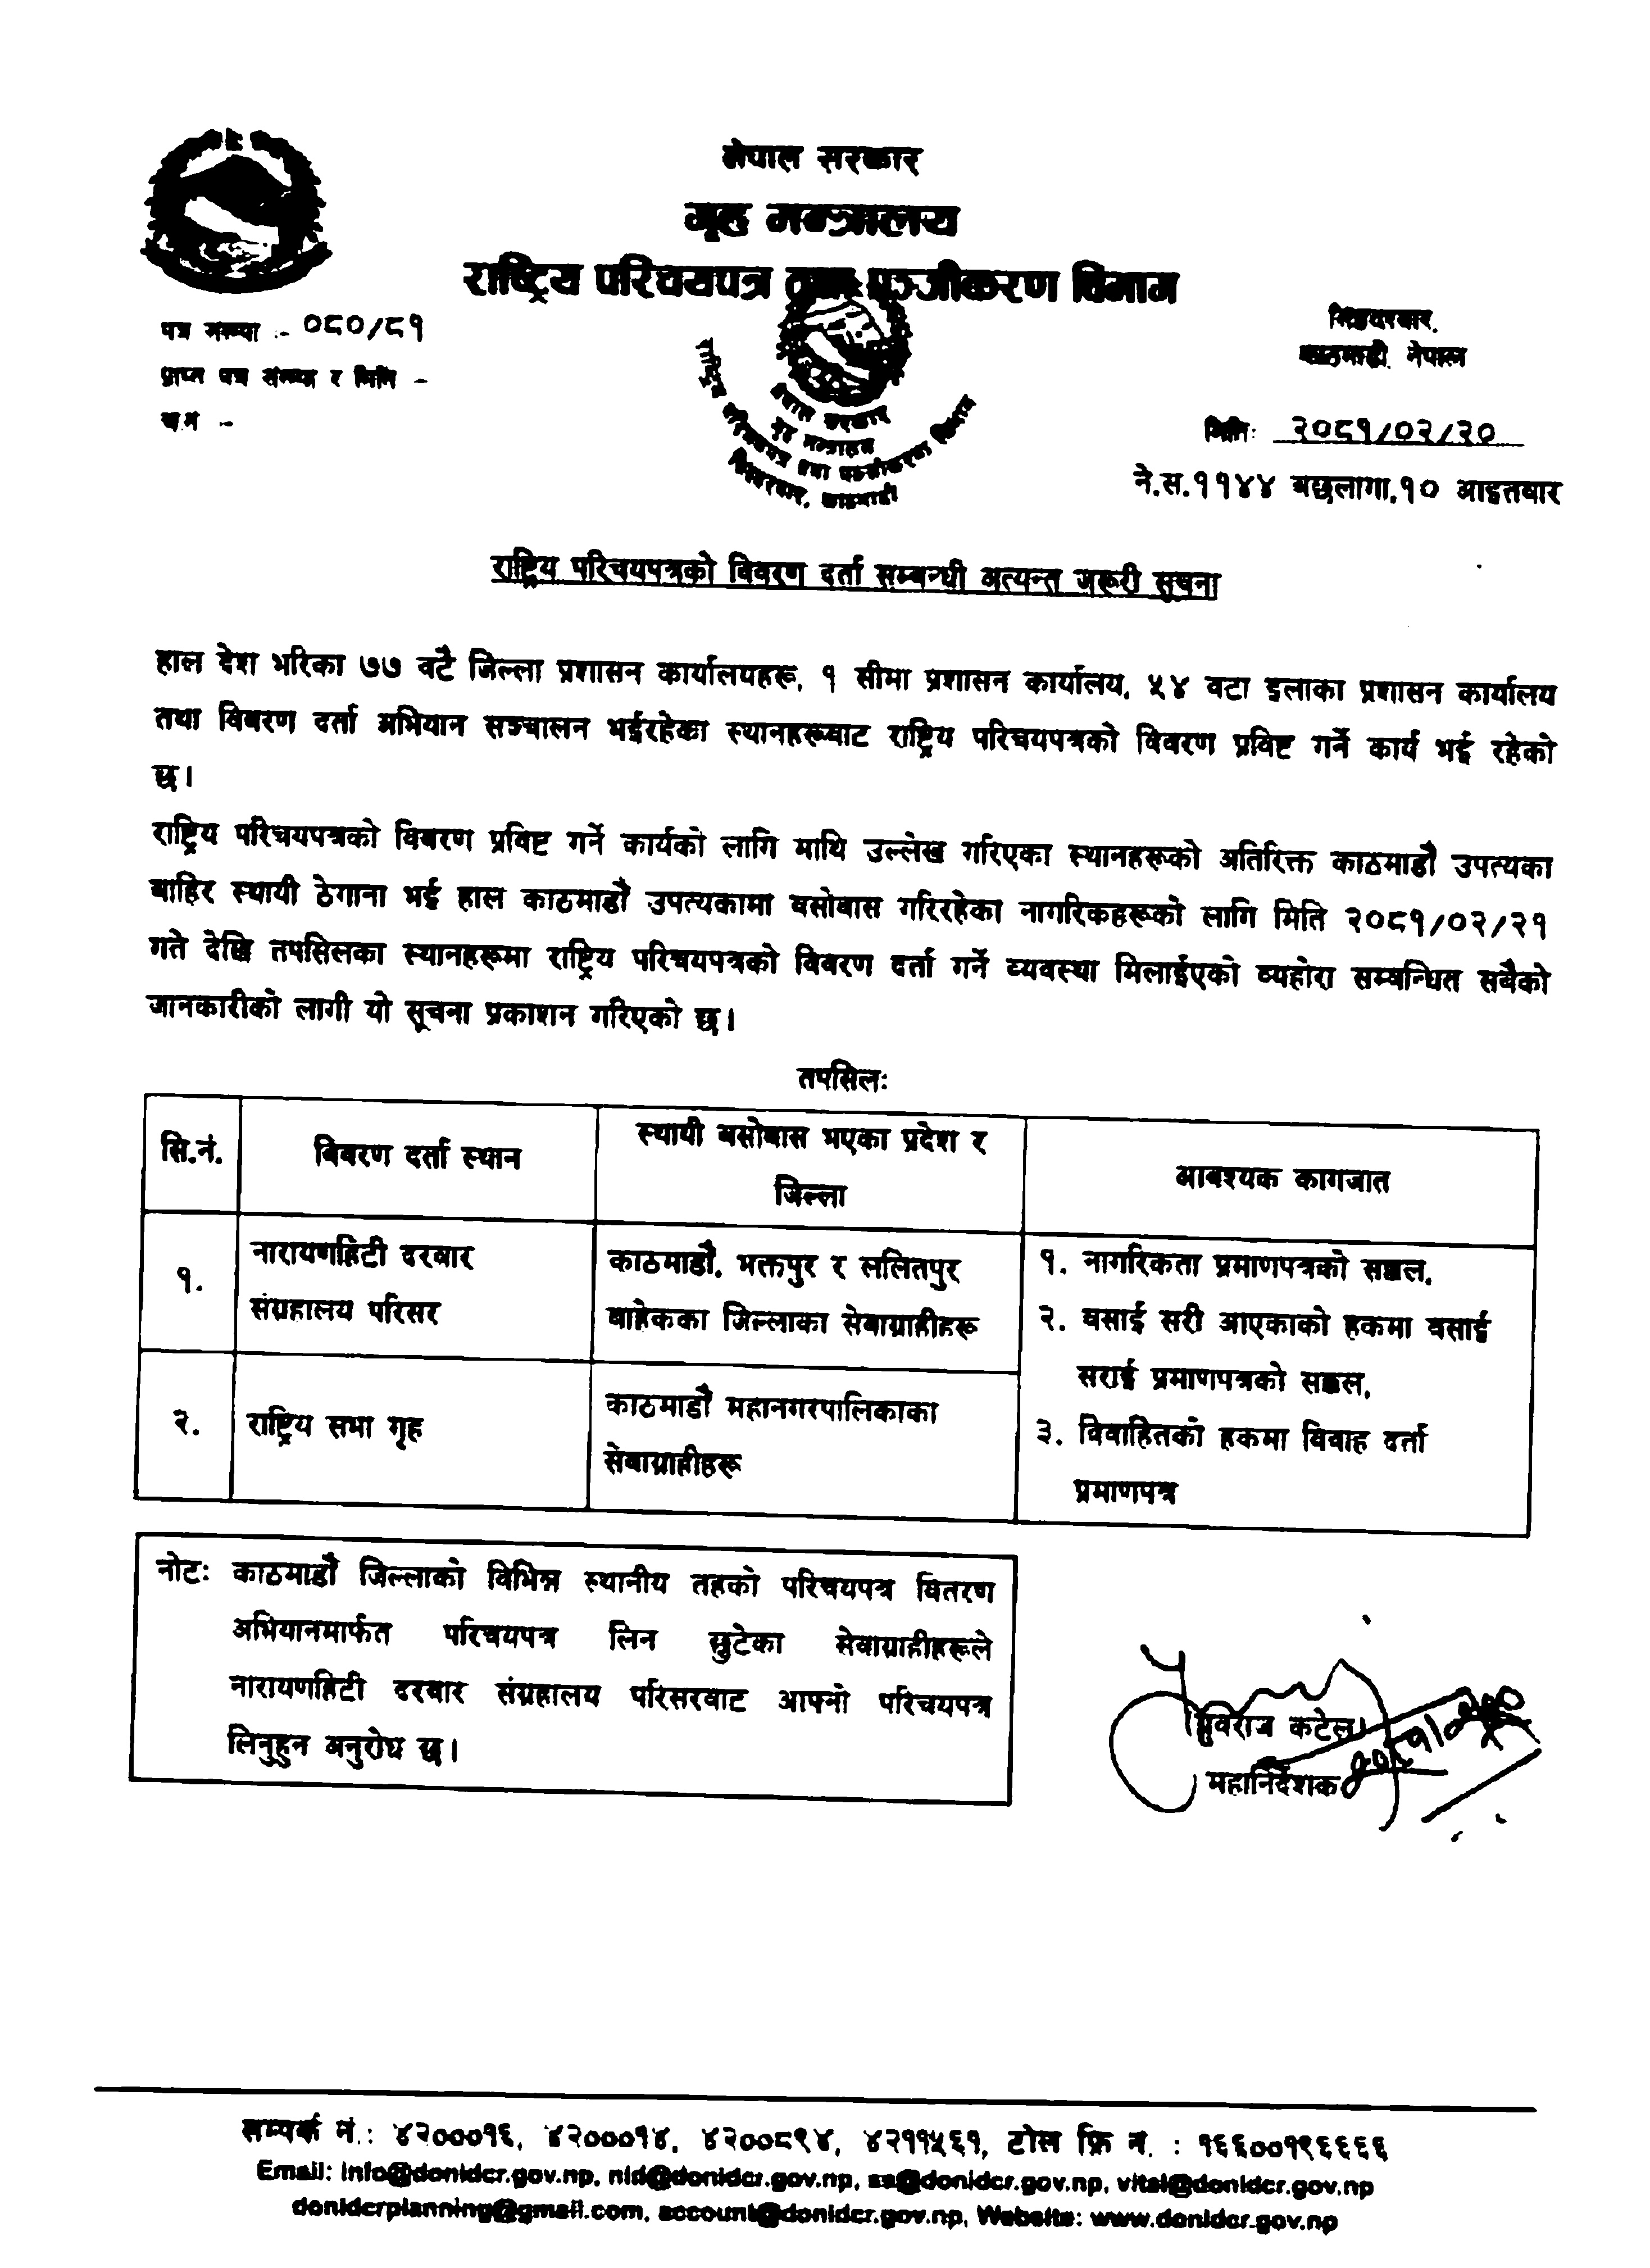 नेपाल सरकार
गृह मन्त्रालय
राष्ट्रिय परिचयपत्र तथा पञ्जीकरण विभाग
पत्र संख्या :- ०८०/८१
प्राप्त पत्र संख्या र मिति -
च.नं -
सिंहदरबार,
काठमाडौं, नेपाल
नेपाल सरकार
गृह मन्त्रालय
राष्ट्रिय परिचयपत्र तथा पञ्जीकरण विभाग
सिंहदरबार, काठमाडौं
मितिः २०८१/०२/२०
ने.स.११४४ बछलागा,१० आइतबार
राष्ट्रिय परिचयपत्रको विवरण दर्ता सम्बन्धी अत्यन्त जरूरी सूचना
हाल देश भरिका ७७ वटै जिल्ला प्रशासन कार्यालयहरू, १ सीमा प्रशासन कार्यालय, ५४ वटा इलाका प्रशासन कार्यालय
तथा विवरण दर्ता अभियान सञ्चालन भईरहेका स्थानहरूबाट राष्ट्रिय परिचयपत्रको विवरण प्रविष्ट गर्ने कार्य भई रहेको
छ।
राष्ट्रिय परिचयपत्रको विवरण प्रविष्ट गर्ने कार्यको लागि माथि उल्लेख गरिएका स्थानहरूको अतिरिक्त काठमाडौं उपत्यका
बाहिर स्थायी ठेगाना भई हाल काठमाडौं उपत्यकामा बसोबास गरिरहेका नागरिकहरूको लागि मिति २०८१/०२/२१
गते देखि तपसिलका स्थानहरूमा राष्ट्रिय परिचयपत्रको विवरण दर्ता गर्ने व्यवस्था मिलाईएको व्यहोरा सम्बन्धित सबैको
जानकारीको लागी यो सूचना प्रकाशन गरिएको छ।
तपसिलः
सि.नं. विवरण दर्ता स्थान स्थायी बसोबास भएका प्रदेश र जिल्ला आवश्यक कागजात
१. नारायणहिटी दरबार संग्रहालय परिसर
काठमाडौं, भक्तपुर र ललितपुर
बाहेकका जिल्लाका सेवाग्राहीहरू
२. राष्ट्रिय सभा गृह
काठमाडौं महानगरपालिकाका
सेवाग्राहीहरू
१. नागरिकता प्रमाणपत्रको सक्कल,
२. बसाई सरी आएकाको हकमा बसाई
सराई प्रमाणपत्रको सक्कल,
३. विवाहितको हकमा विवाह दर्ता
प्रमाणपत्र
नोटः काठमाडौं जिल्लाको विभिन्न स्थानीय तहको परिचयपत्र वितरण
अभियानमार्फत परिचयपत्र लिन छुटेका सेवाग्राहीहरूले
नारायणहिटी दरबार संग्रहालय परिसरबाट आफ्नो परिचयपत्र
लिनुहुन अनुरोध छ।
युवराज कटेल
महानिर्देशक
सम्पर्क नं.: ४२०००१६, ४२०००१४, ४२००८९४, ४२११५६१, टोल फ्रि नं. : १६६००१९६६६६
Email: info@donidcr.gov.np, nid@donidcr.gov.np, ss@donidcr.gov.np, vital@donidcr.gov.np
donidcrplanning@gmail.com, account@donidcr.gov.np, Website: www.donidcr.gov.np